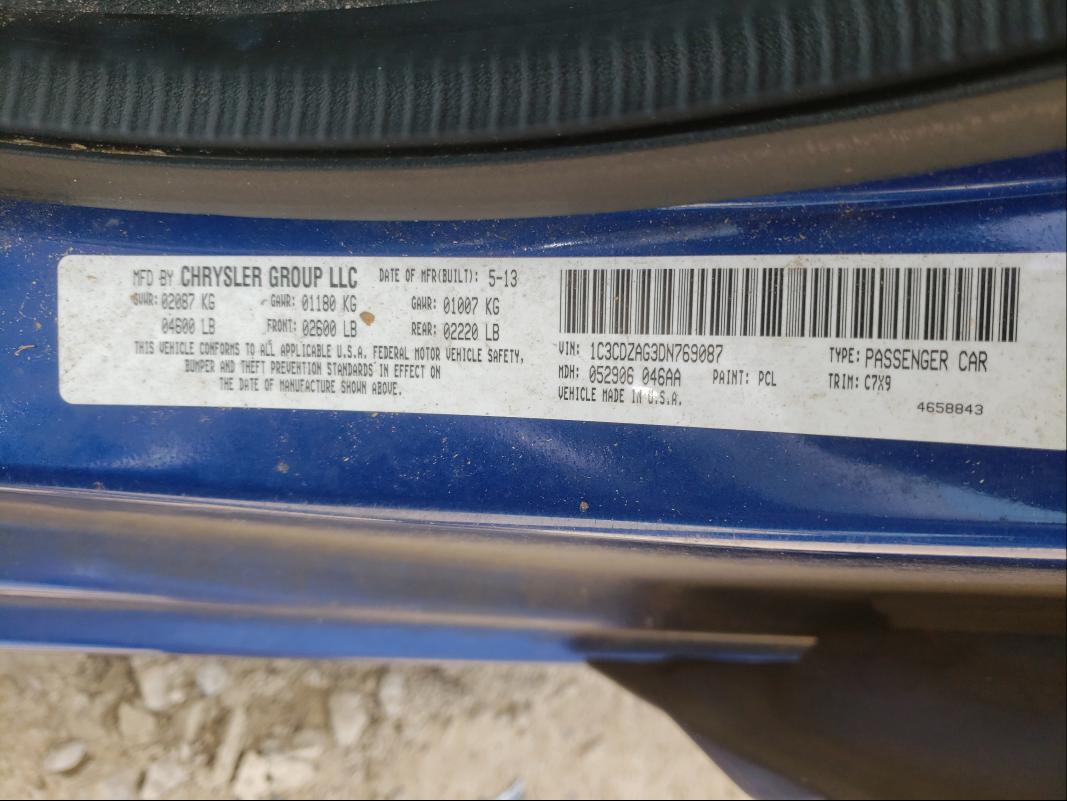 MFD BY CHRYSLER GROUP LLC DATE OF MFR(BUILT): 5-13
GVWR: 02087 KG GAWR: 01180 KG GAWR: 01007 KG
04600 LB FRONT: 02600 LB REAR: 02220 LB
THIS VEHICLE CONFORMS TO ALL APPLICABLE U.S.A. FEDERAL MOTOR VEHICLE SAFETY,
BUMPER AND THEFT PREVENTION STANDARDS IN EFFECT ON
THE DATE OF MANUFACTURE SHOWN ABOVE.
VIN: 1C3CDZAG3DN769087 TYPE: PASSENGER CAR
MDH: 052906 046AA PAINT: PCL TRIM: C7X9
VEHICLE MADE IN U.S.A.
4658843